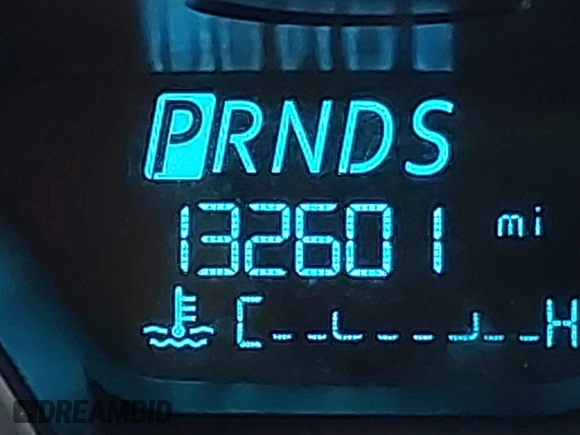 PRNDS
132601 mi
C H
DREAMBID